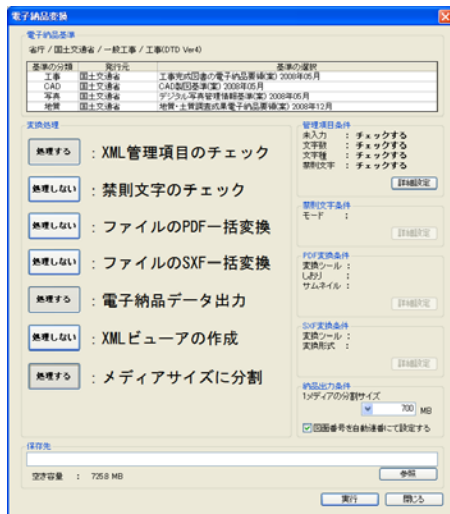 電子納品変換
電子納品基準
省庁 / 国土交通省 / 一般工事 / 工事(DTD Ver4)
基準の分類 発行元 基準の選択
工事 国土交通省 工事完成図書の電子納品要領(案) 2008年05月
CAD 国土交通省 CAD製図基準(案) 2008年05月
写真 国土交通省 デジタル写真管理情報基準(案) 2008年05月
地質 国土交通省 地質・土質調査成果電子納品要領(案) 2008年12月
変換処理
処理する : XML管理項目のチェック
処理しない : 禁則文字のチェック
処理しない : ファイルのPDF一括変換
処理しない : ファイルのSXF一括変換
処理する : 電子納品データ出力
処理しない : XMLビューアの作成
処理する : メディアサイズに分割
管理項目条件
未入力 : チェックする
文字数 : チェックする
文字種 : チェックする
禁則文字 : チェックする
詳細設定
禁則文字条件
モード :
詳細設定
PDF変換条件
変換ツール :
しおり :
サムネイル :
詳細設定
SXF変換条件
変換ツール :
変換形式 :
詳細設定
納品出力条件
1メディアの分割サイズ
700 MB
図面番号を自動連番にて設定する
保存先
空き容量 : 725.8 MB
参照
実行 閉じる